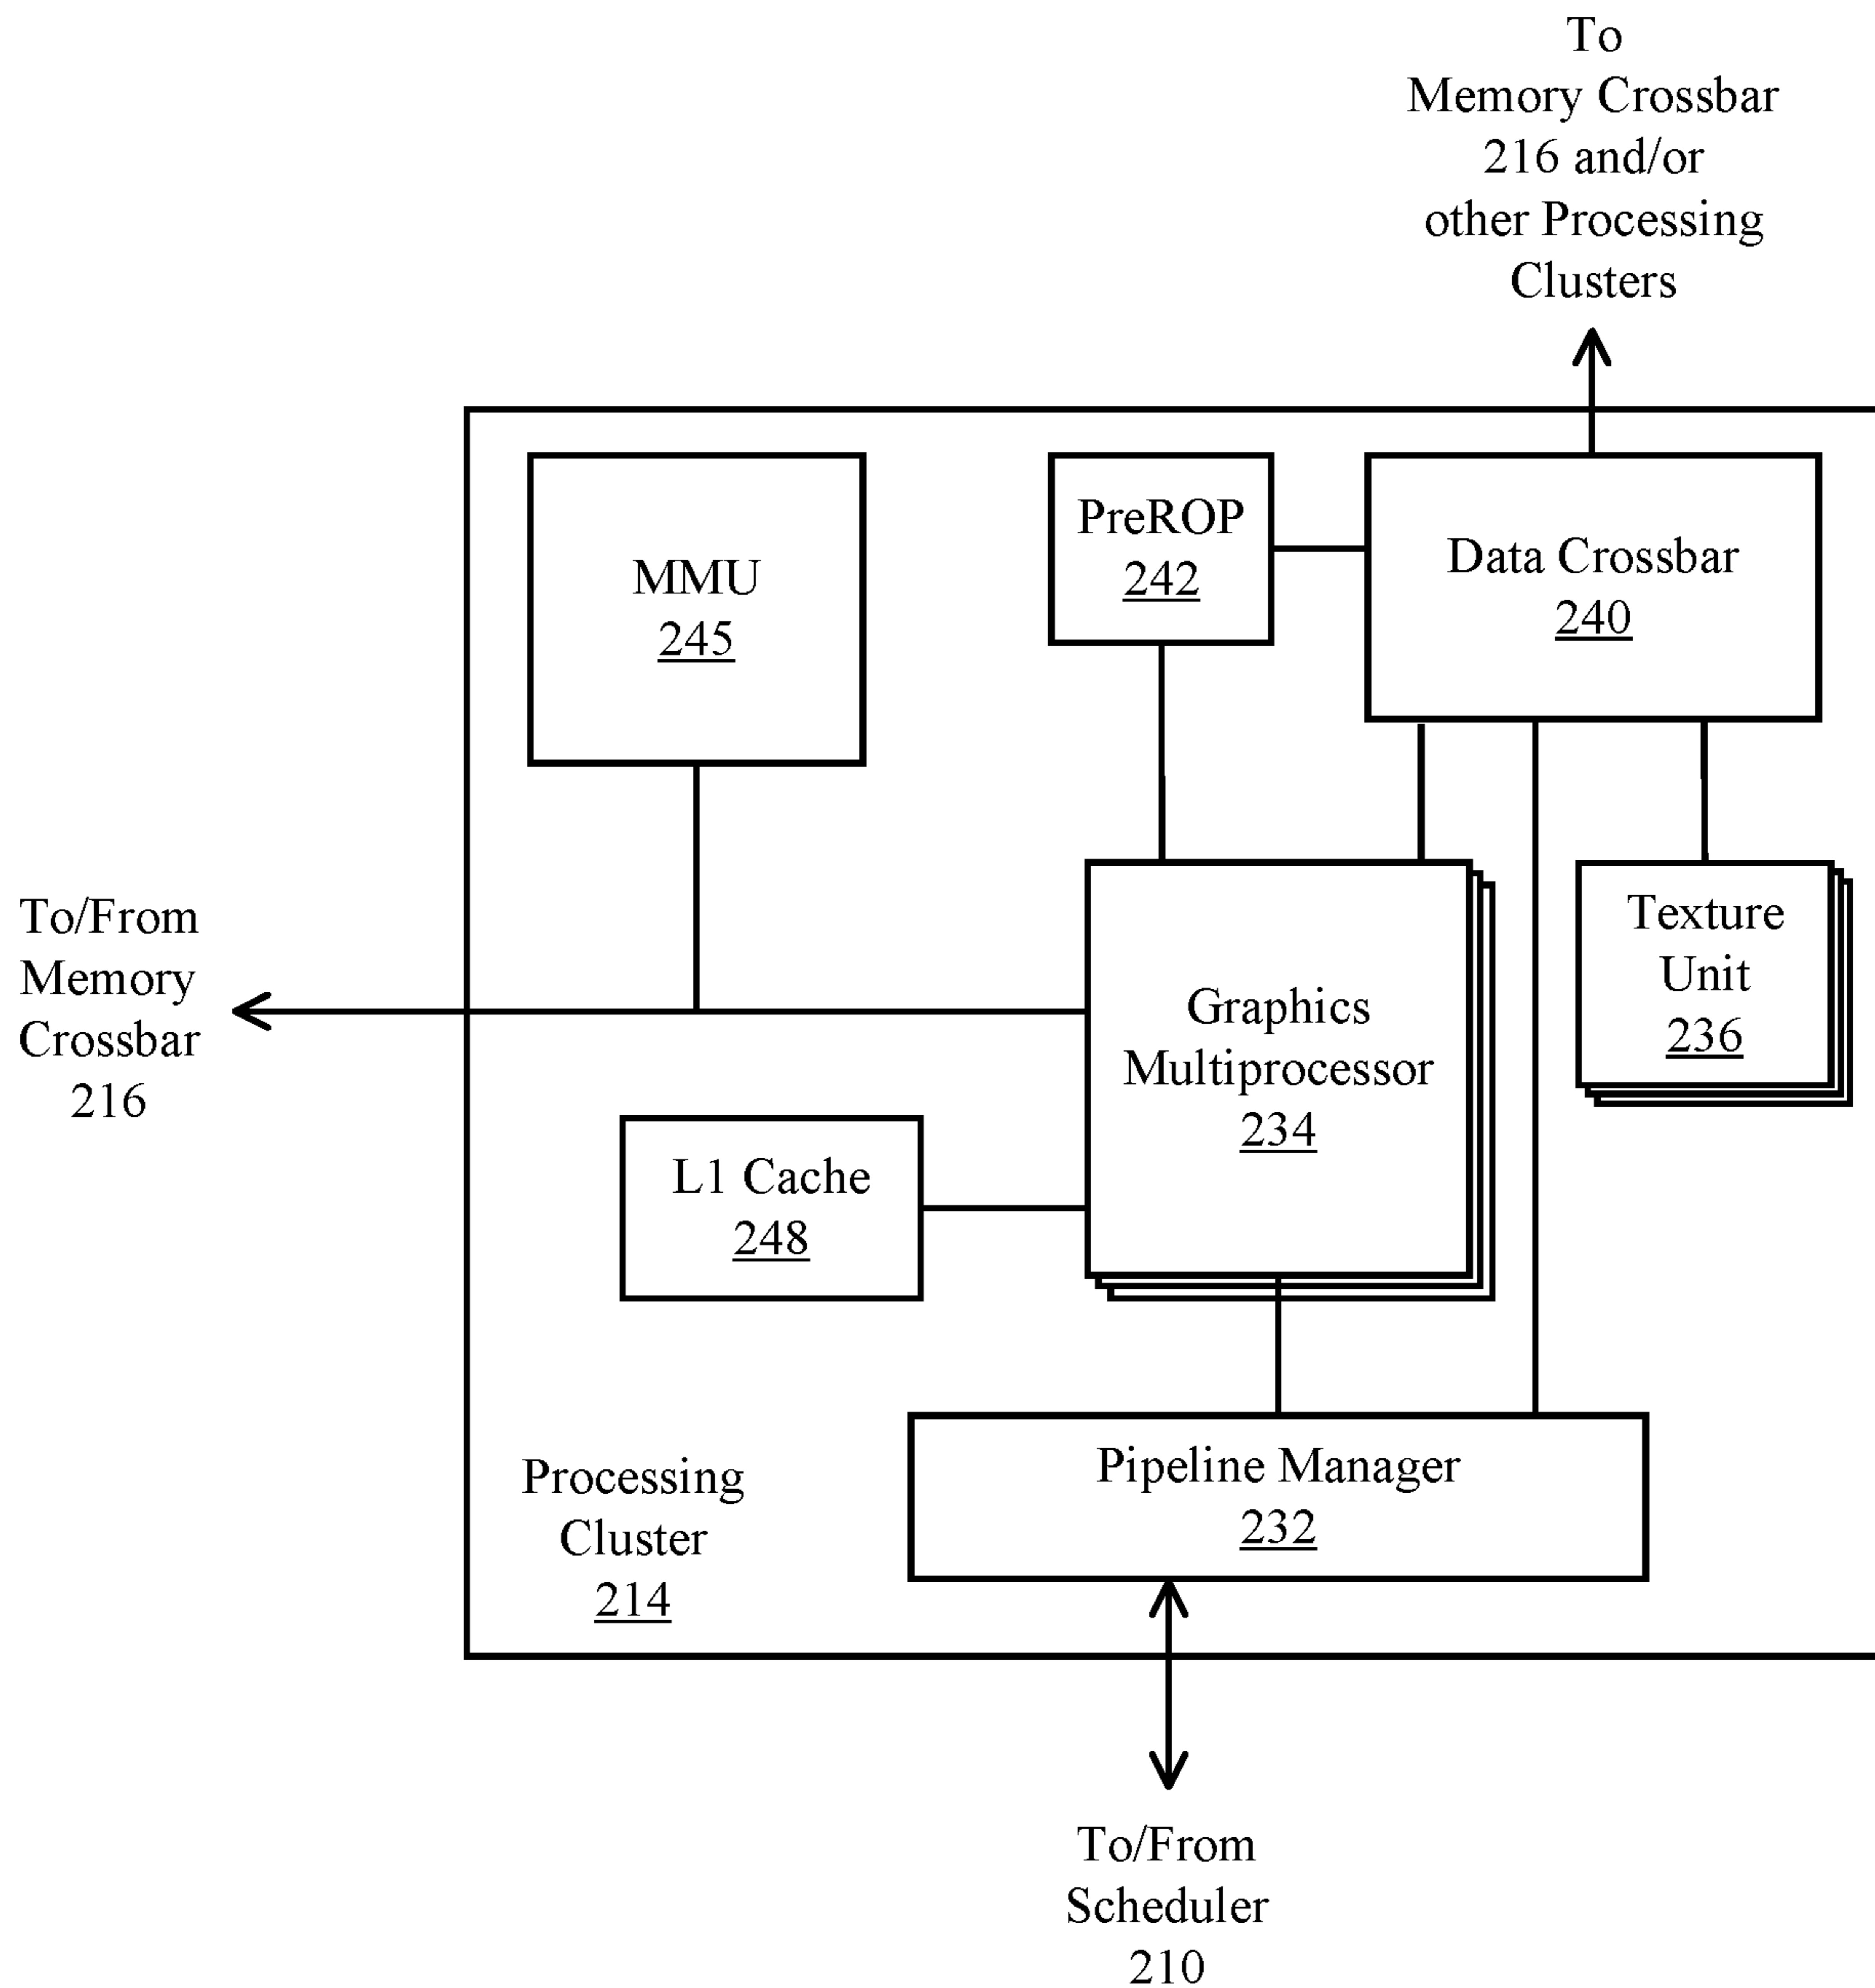 To
Memory Crossbar
216 and/or
other Processing
Clusters
MMU
245
PreROP
242
Data Crossbar
240
To/From
Memory
Crossbar
216
Graphics
Multiprocessor
234
Texture
Unit
236
L1 Cache
248
Processing
Cluster
214
Pipeline Manager
232
To/From
Scheduler
210